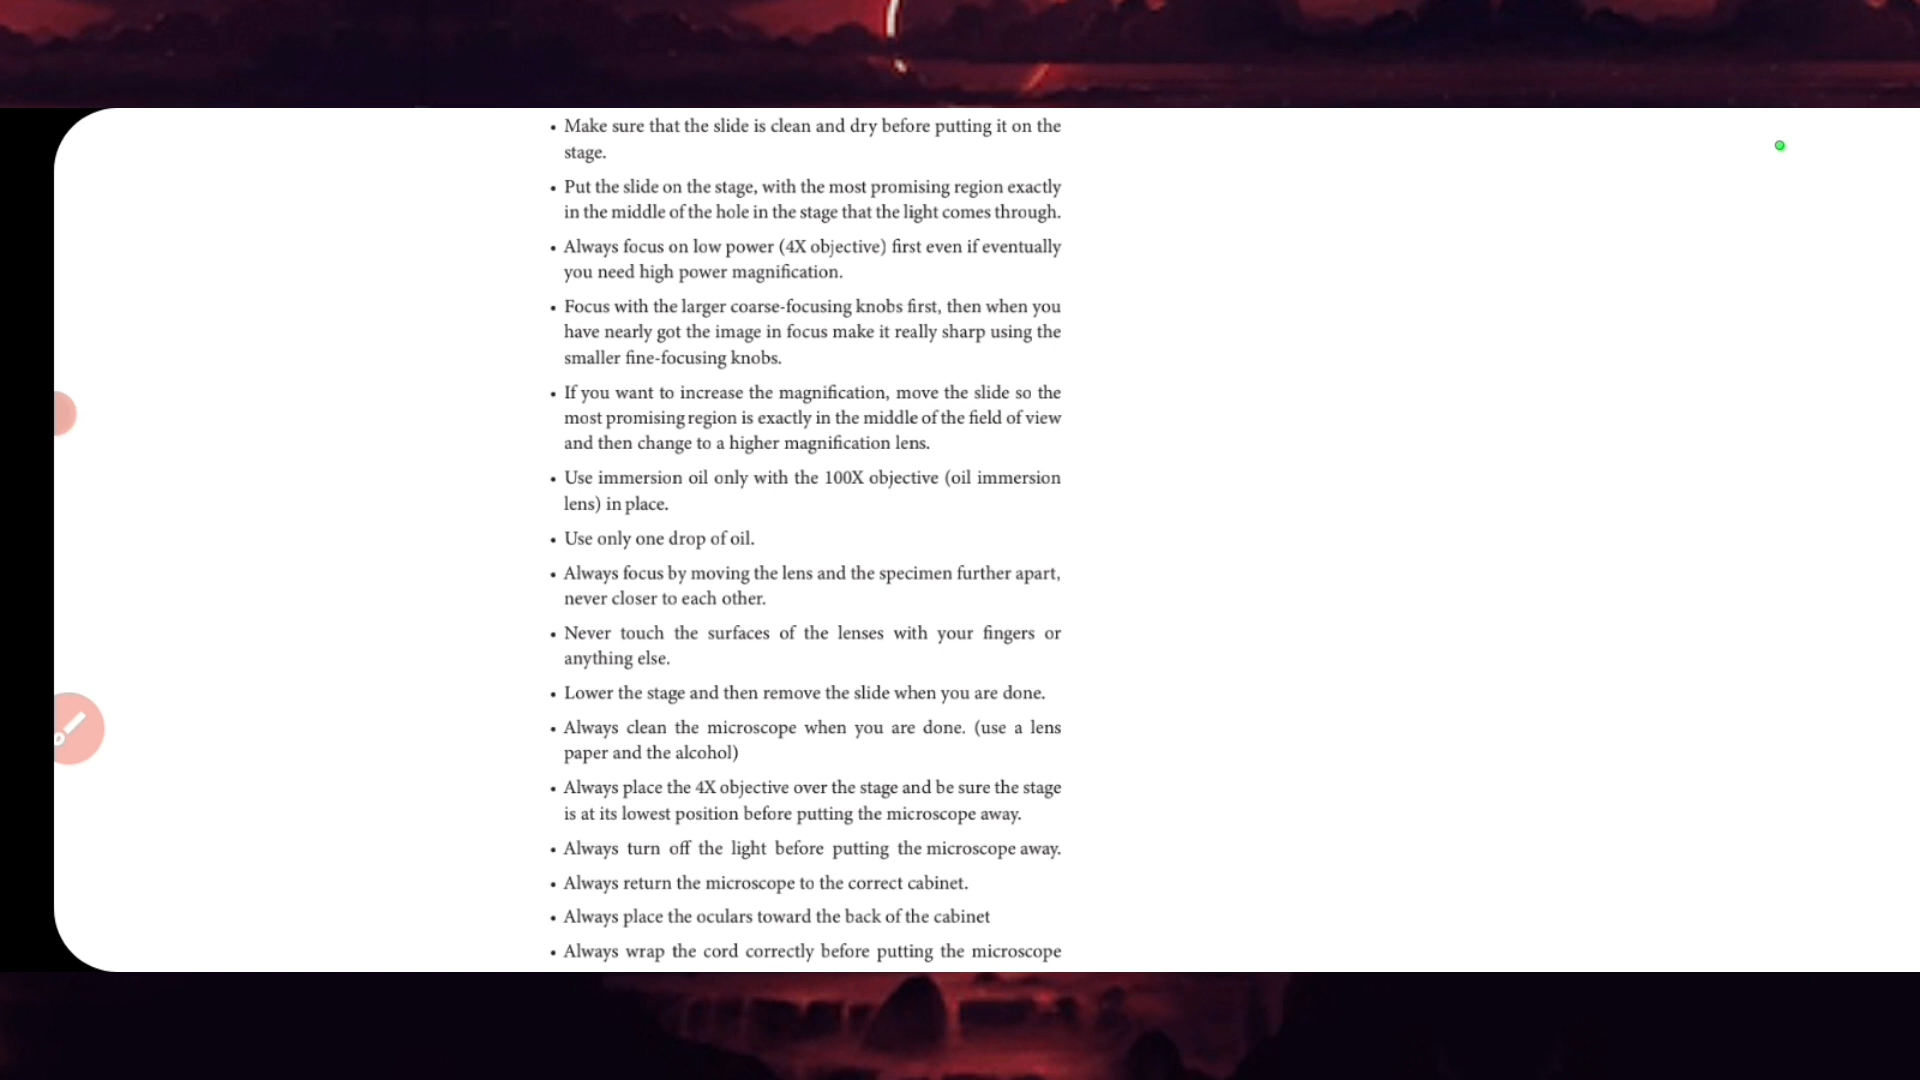 • Make sure that the slide is clean and dry before putting it on the
stage.
• Put the slide on the stage, with the most promising region exactly
in the middle of the hole in the stage that the light comes through.
• Always focus on low power (4X objective) first even if eventually
you need high power magnification.
• Focus with the larger coarse-focusing knobs first, then when you
have nearly got the image in focus make it really sharp using the
smaller fine-focusing knobs.
• If you want to increase the magnification, move the slide so the
most promising region is exactly in the middle of the field of view
and then change to a higher magnification lens.
• Use immersion oil only with the 100X objective (oil immersion
lens) in place.
• Use only one drop of oil.
• Always focus by moving the lens and the specimen further apart,
never closer to each other.
• Never touch the surfaces of the lenses with your fingers or
anything else.
• Lower the stage and then remove the slide when you are done.
• Always clean the microscope when you are done. (use a lens
paper and the alcohol)
• Always place the 4X objective over the stage and be sure the stage
is at its lowest position before putting the microscope away.
• Always turn off the light before putting the microscope away.
• Always return the microscope to the correct cabinet.
• Always place the oculars toward the back of the cabinet
• Always wrap the cord correctly before putting the microscope